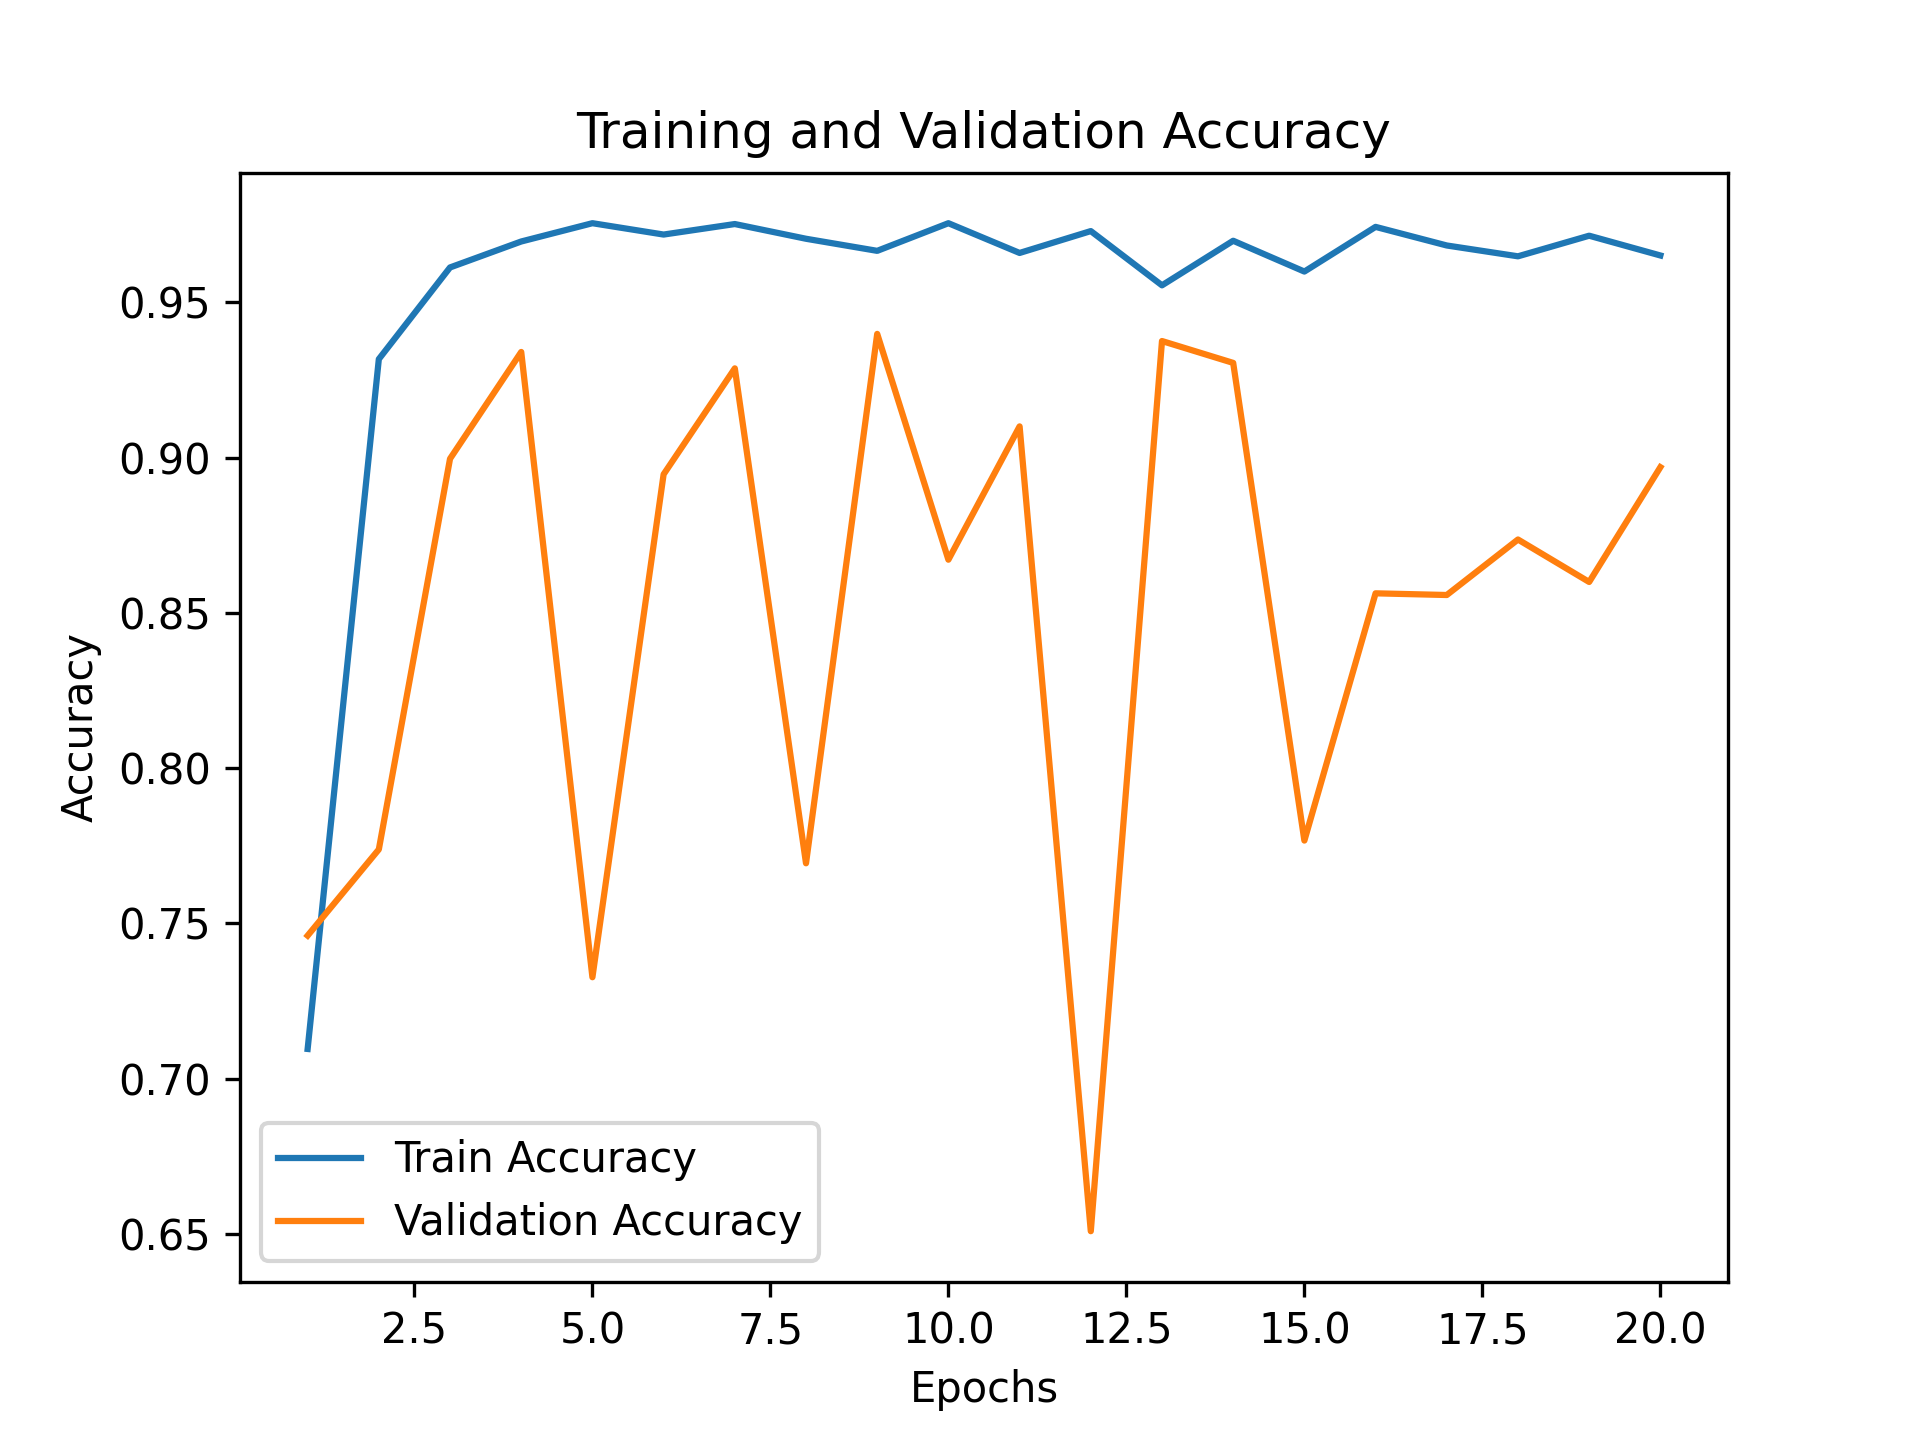 Training and Validation Accuracy
0.95
0.90
0.85
0.80
0.75
0.70
0.65
Accuracy
Train Accuracy
Validation Accuracy
2.5 5.0 7.5 10.0 12.5 15.0 17.5 20.0
Epochs